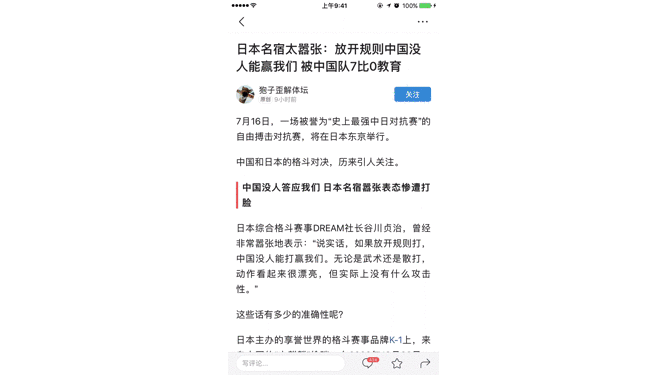 上午9:41
100%
日本名宿太嚣张：放开规则中国没
人能赢我们 被中国队7比0教育
狍子歪解体坛
原创 · 9小时前
关注
7月16日，一场被誉为“史上最强中日对抗赛”的
自由搏击对抗赛，将在日本东京举行。
中国和日本的格斗对决，历来引人关注。
中国没人答应我们 日本名宿嚣张表态惨遭打
脸
日本综合格斗赛事DREAM社长谷川贞治，曾经
非常嚣张地表示：“说实话，如果放开规则打，
中国没人能打赢我们。无论是武术还是散打，
动作看起来很漂亮，但实际上没有什么攻击
性。”
这些话有多少的准确性呢？
日本主办的享誉世界的格斗赛事品牌K-1上，来
写评论...